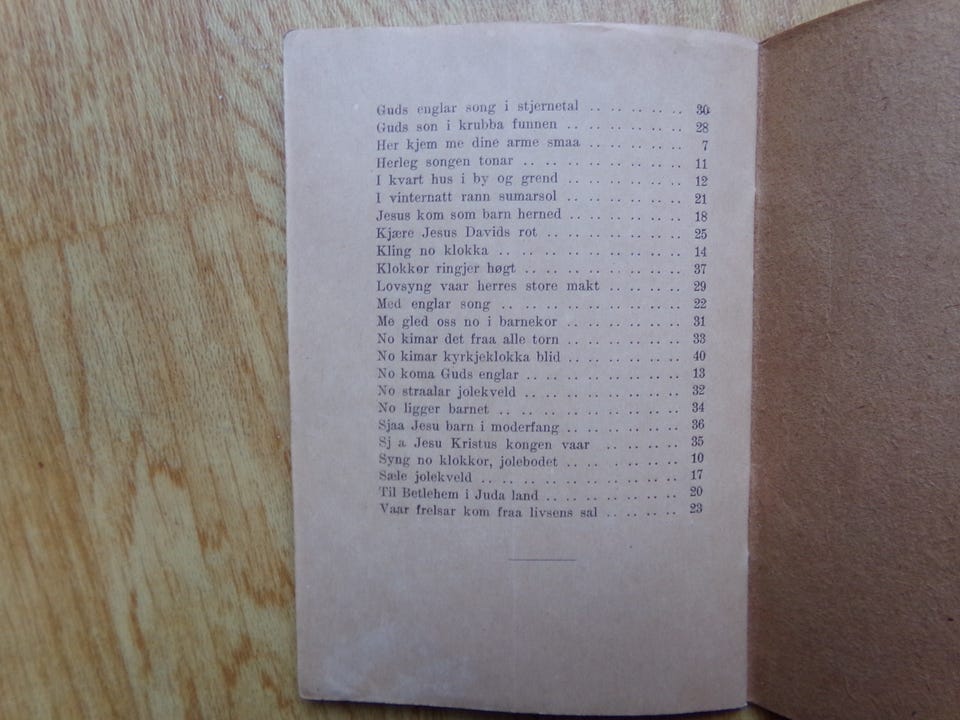 Guds englar song i stjernetal .. .. .. .. .. 30
Guds son i krubba funnen .. .. .. .. .. .. 28
Her kjem me dine arme smaa .. .. .. .. .. 7
Herleg songen tonar .. .. .. .. .. .. .. .. 11
I kvart hus i by og grend .. .. .. .. .. .. 12
I vinternatt rann sumarsol .. .. .. .. .. .. 21
Jesus kom som barn herned .. .. .. .. .. .. 18
Kjære Jesus Davids rot .. .. .. .. .. .. .. 25
Kling no klokka .. .. .. .. .. .. .. .. .. 14
Klokkor ringjer høgt .. .. .. .. .. .. .. .. 37
Lovsyng vaar herres store makt .. .. .. .. 29
Med englar song .. .. .. .. .. .. .. .. .. 22
Me gled oss no i barnekor .. .. .. .. .. .. 31
No kimar det fraa alle torn .. .. .. .. .. .. 33
No kimar kyrkjeklokka blid .. .. .. .. .. .. 40
No koma Guds englar .. .. .. .. .. .. .. .. 13
No straalar jolekveld .. .. .. .. .. .. .. .. 32
No ligger barnet .. .. .. .. .. .. .. .. .. 34
Sjaa Jesu barn i moderfang .. .. .. .. .. .. 36
Sj a Jesu Kristus kongen vaar .. .. .. .. 35
Syng no klokkor, jolebodet .. .. .. .. .. .. 10
Sæle jolekveld .. .. .. .. .. .. .. .. .. .. 17
Til Betlehem i Juda land .. .. .. .. .. .. .. 20
Vaar frelsar kom fraa livsens sal .. .. .. .. 23